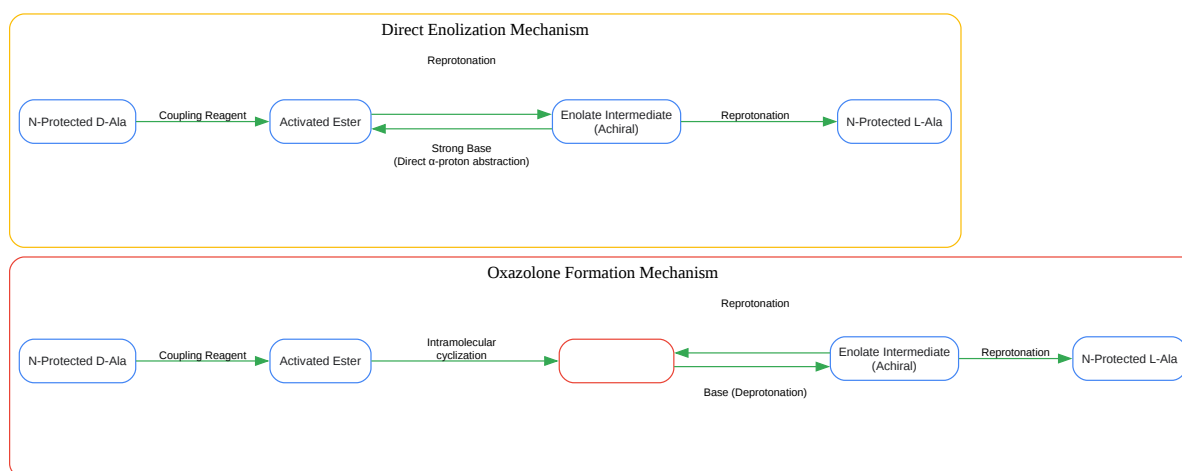 Direct Enolization Mechanism
Reprotonation
N-Protected D-Ala
Coupling Reagent
Activated Ester
Enolate Intermediate
(Achiral)
Reprotonation
N-Protected L-Ala
Strong Base
(Direct α-proton abstraction)
Oxazolone Formation Mechanism
Reprotonation
N-Protected D-Ala
Coupling Reagent
Activated Ester
Intramolecular
cyclization
Enolate Intermediate
(Achiral)
Reprotonation
N-Protected L-Ala
Base (Deprotonation)